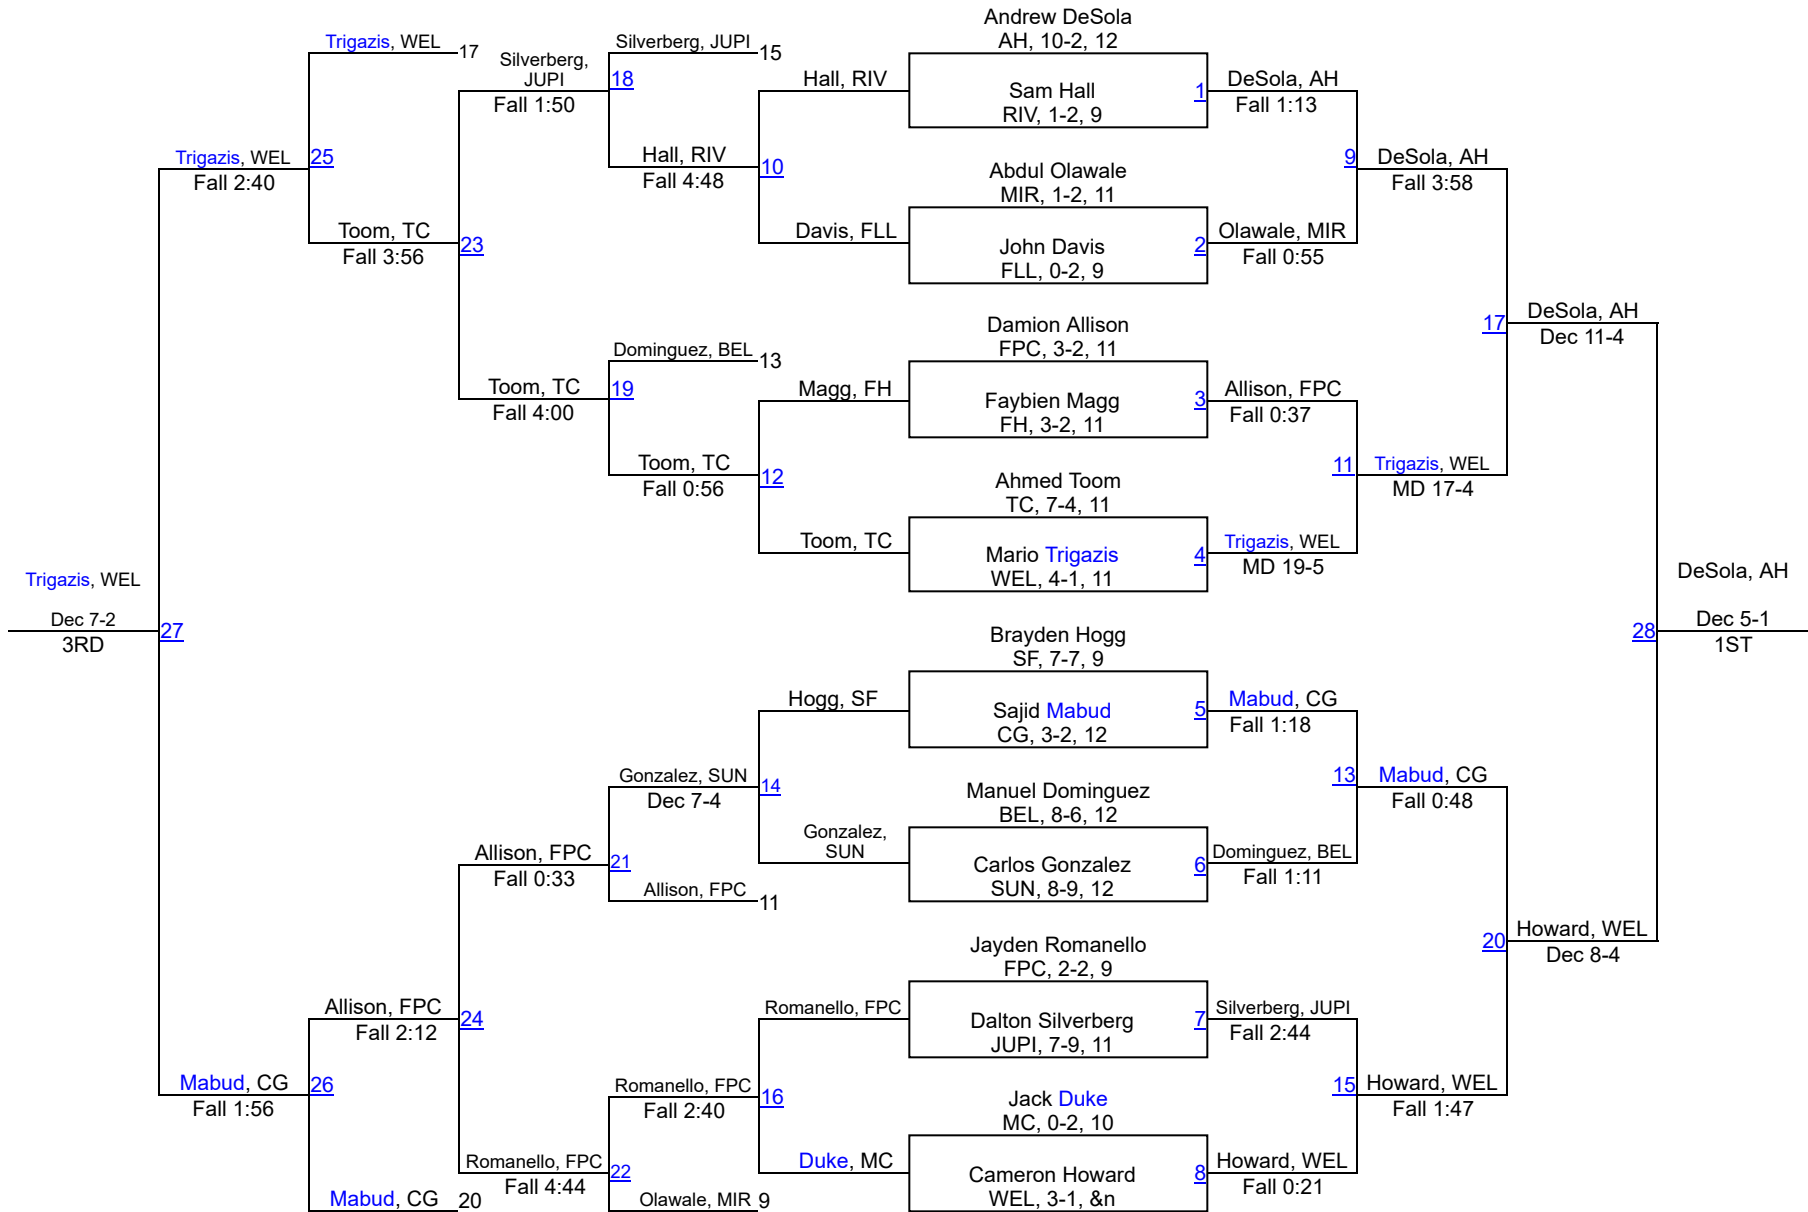 Andrew DeSola
AH, 10-2, 12
Trigazis, WEL
17
Silverberg,
JUPI
Fall 1:50
18
Silverberg, JUPI
15
Hall, RIV
Sam Hall
RIV, 1-2, 9
1
DeSola, AH
Fall 1:13
Trigazis, WEL
Fall 2:40
25
Hall, RIV
Fall 4:48
10
Abdul Olawale
MIR, 1-2, 11
9
DeSola, AH
Fall 3:58
Toom, TC
Fall 3:56
23
Davis, FLL
John Davis
FLL, 0-2, 9
2
Olawale, MIR
Fall 0:55
Damion Allison
FPC, 3-2, 11
17
DeSola, AH
Dec 11-4
Dominguez, BEL
13
Toom, TC
Fall 4:00
19
Magg, FH
Faybien Magg
FH, 3-2, 11
3
Allison, FPC
Fall 0:37
Toom, TC
Fall 0:56
12
Ahmed Toom
TC, 7-4, 11
11
Trigazis, WEL
MD 17-4
Toom, TC
Mario Trigazis
WEL, 4-1, 11
4
Trigazis, WEL
MD 19-5
Trigazis, WEL
Dec 7-2
3RD
27
Brayden Hogg
SF, 7-7, 9
DeSola, AH
28
Dec 5-1
1ST
Hogg, SF
Sajid Mabud
CG, 3-2, 12
5
Mabud, CG
Fall 1:18
Gonzalez, SUN
Dec 7-4
14
Manuel Dominguez
BEL, 8-6, 12
13
Mabud, CG
Fall 0:48
Gonzalez,
SUN
Allison, FPC
Fall 0:33
21
Carlos Gonzalez
SUN, 8-9, 12
6
Dominguez, BEL
Fall 1:11
Allison, FPC
11
Jayden Romanello
FPC, 2-2, 9
20
Howard, WEL
Dec 8-4
Allison, FPC
Fall 2:12
24
Romanello, FPC
Dalton Silverberg
JUPI, 7-9, 11
7
Silverberg, JUPI
Fall 2:44
Mabud, CG
Fall 1:56
26
Romanello, FPC
Fall 2:40
16
Jack Duke
MC, 0-2, 10
15
Howard, WEL
Fall 1:47
Romanello, FPC
Fall 4:44
22
Duke, MC
Cameron Howard
WEL, 3-1, &n
8
Howard, WEL
Fall 0:21
Mabud, CG
20
Olawale, MIR
9